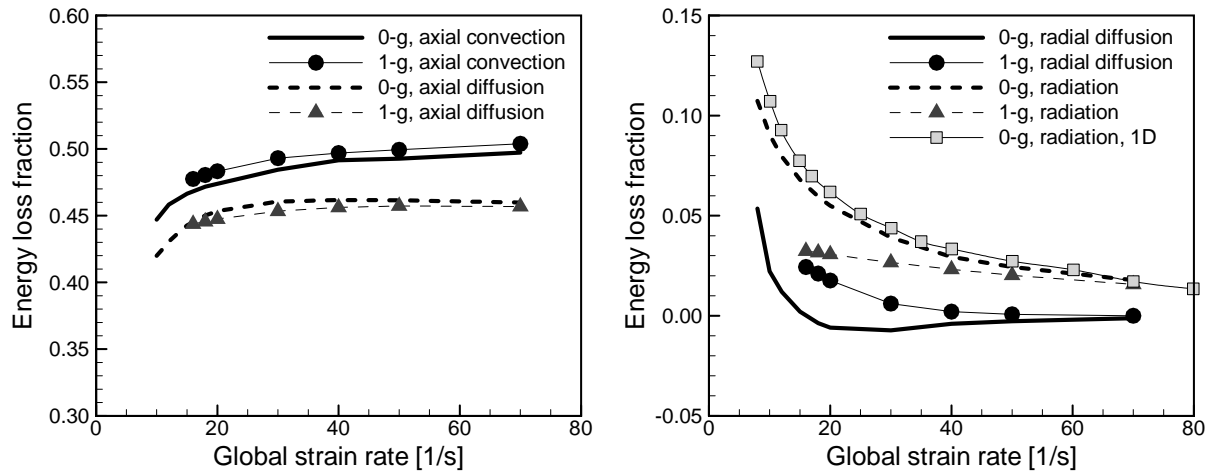 0.60
0.55
0.50
0.45
0.40
0.35
0.30
0
20
40
60
80
Energy loss fraction
Global strain rate [1/s]
0-g, axial convection
1-g, axial convection
0-g, axial diffusion
1-g, axial diffusion
0.15
0.10
0.05
0.00
-0.05
0
20
40
60
80
Energy loss fraction
Global strain rate [1/s]
0-g, radial diffusion
1-g, radial diffusion
0-g, radiation
1-g, radiation
0-g, radiation, 1D